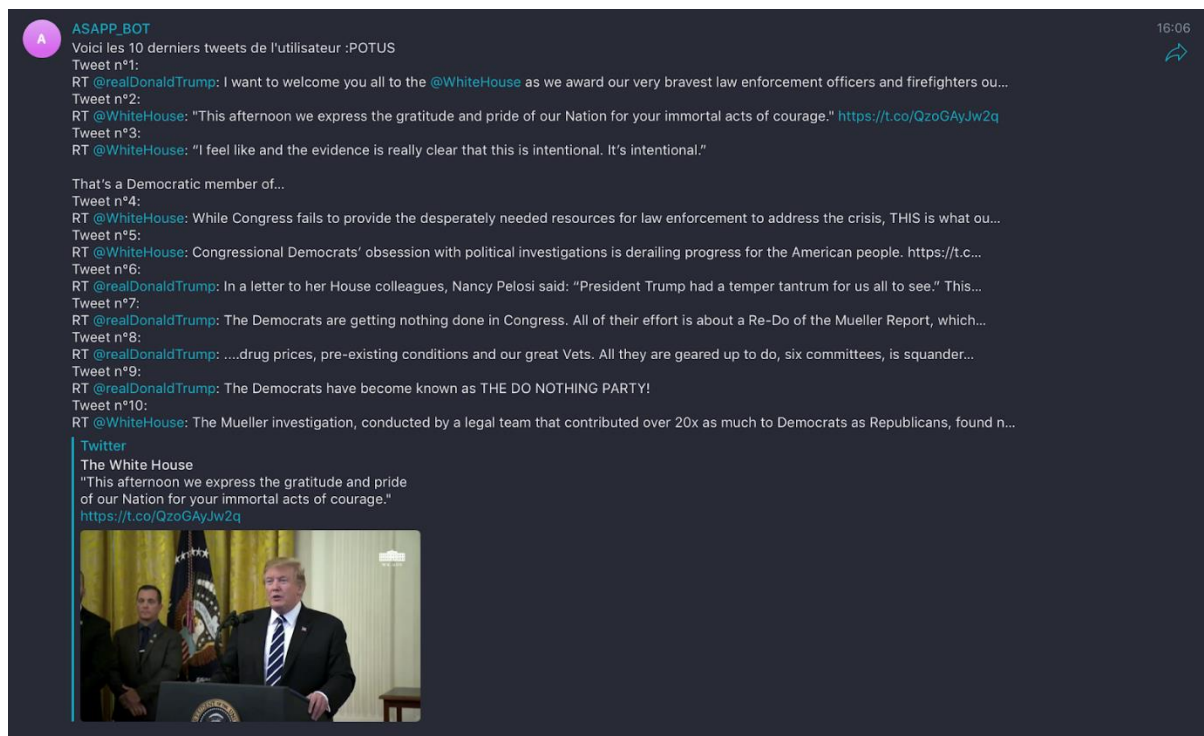 A
ASAPP_BOT
16:06
Voici les 10 derniers tweets de l'utilisateur :POTUS
Tweet n°1:
RT @realDonaldTrump: I want to welcome you all to the @WhiteHouse as we award our very bravest law enforcement officers and firefighters ou...
Tweet n°2:
RT @WhiteHouse: "This afternoon we express the gratitude and pride of our Nation for your immortal acts of courage." https://t.co/QzoGAyJw2q
Tweet n°3:
RT @WhiteHouse: “I feel like and the evidence is really clear that this is intentional. It’s intentional.”
That’s a Democratic member of...
Tweet n°4:
RT @WhiteHouse: While Congress fails to provide the desperately needed resources for law enforcement to address the crisis, THIS is what ou...
Tweet n°5:
RT @WhiteHouse: Congressional Democrats’ obsession with political investigations is derailing progress for the American people. https://t.c...
Tweet n°6:
RT @realDonaldTrump: In a letter to her House colleagues, Nancy Pelosi said: “President Trump had a temper tantrum for us all to see.” This...
Tweet n°7:
RT @realDonaldTrump: The Democrats are getting nothing done in Congress. All of their effort is about a Re-Do of the Mueller Report, which...
Tweet n°8:
RT @realDonaldTrump: ....drug prices, pre-existing conditions and our great Vets. All they are geared up to do, six committees, is squander...
Tweet n°9:
RT @realDonaldTrump: The Democrats have become known as THE DO NOTHING PARTY!
Tweet n°10:
RT @WhiteHouse: The Mueller investigation, conducted by a legal team that contributed over 20x as much to Democrats as Republicans, found n...
Twitter
The White House
"This afternoon we express the gratitude and pride
of our Nation for your immortal acts of courage."
https://t.co/QzoGAyJw2q